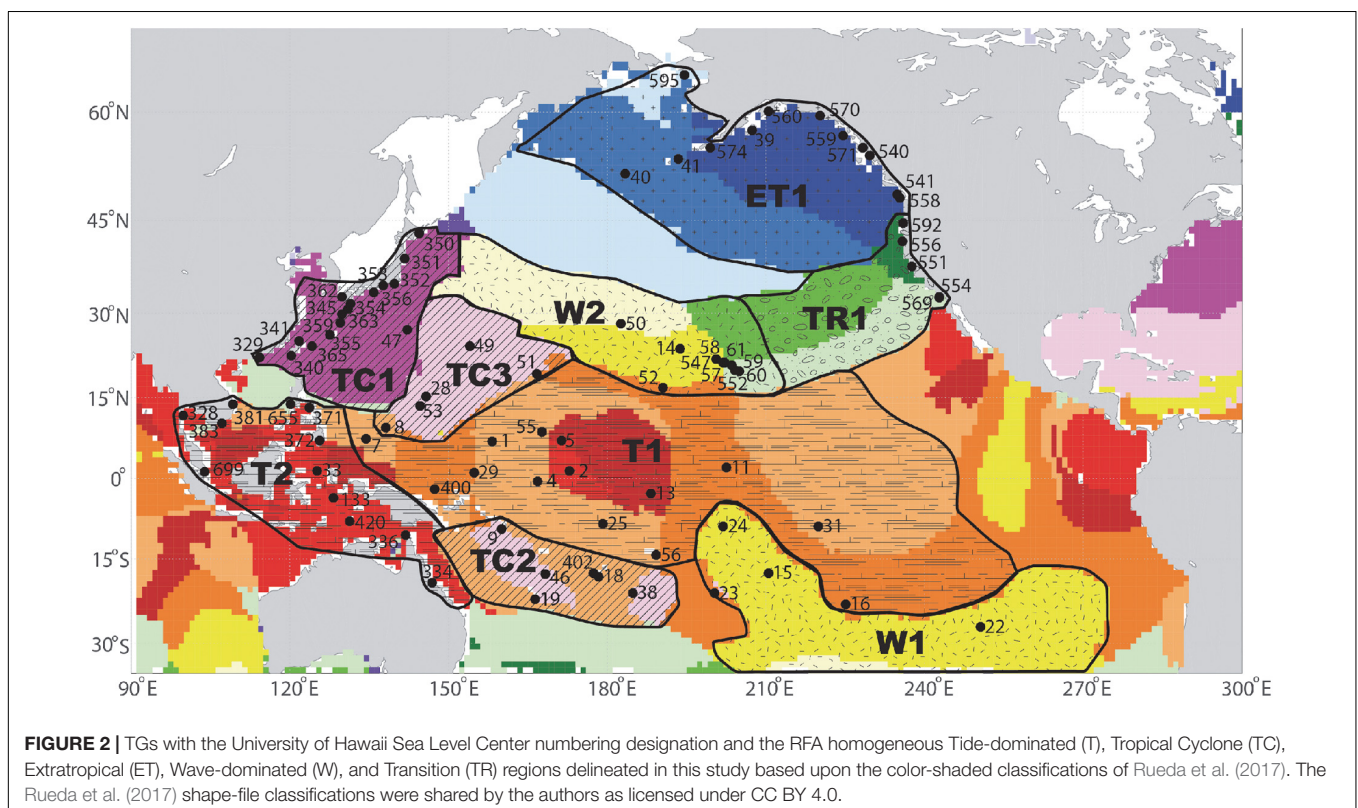 60°N
45°N
30°N
15°N
0°
15°S
30°S
90°E 120°E 150°E 180°E 210°E 240°E 270°E 300°E
595
560 570
39 559
574 571 540
41
40 ET1 541
558
592
350 556
351 551
353 352
362 356 554
345 354 W2 TR1 569
359 363 50
341 355 47 49 14 58 61
329 365 51 547 59
340 TC1 TC3 57 60
28 52 552
53
328 381 655 371
383 8 55
372 7 1 5 T1
699 T2 33 29 4 2 11
133 400 13
420 25 24 31
336 9 56
TC2 402 15
334 46 18
19 38 23 16
22
W1
FIGURE 2 | TGs with the University of Hawaii Sea Level Center numbering designation and the RFA homogeneous Tide-dominated (T), Tropical Cyclone (TC),
Extratropical (ET), Wave-dominated (W), and Transition (TR) regions delineated in this study based upon the color-shaded classifications of Rueda et al. (2017). The
Rueda et al. (2017) shape-file classifications were shared by the authors as licensed under CC BY 4.0.